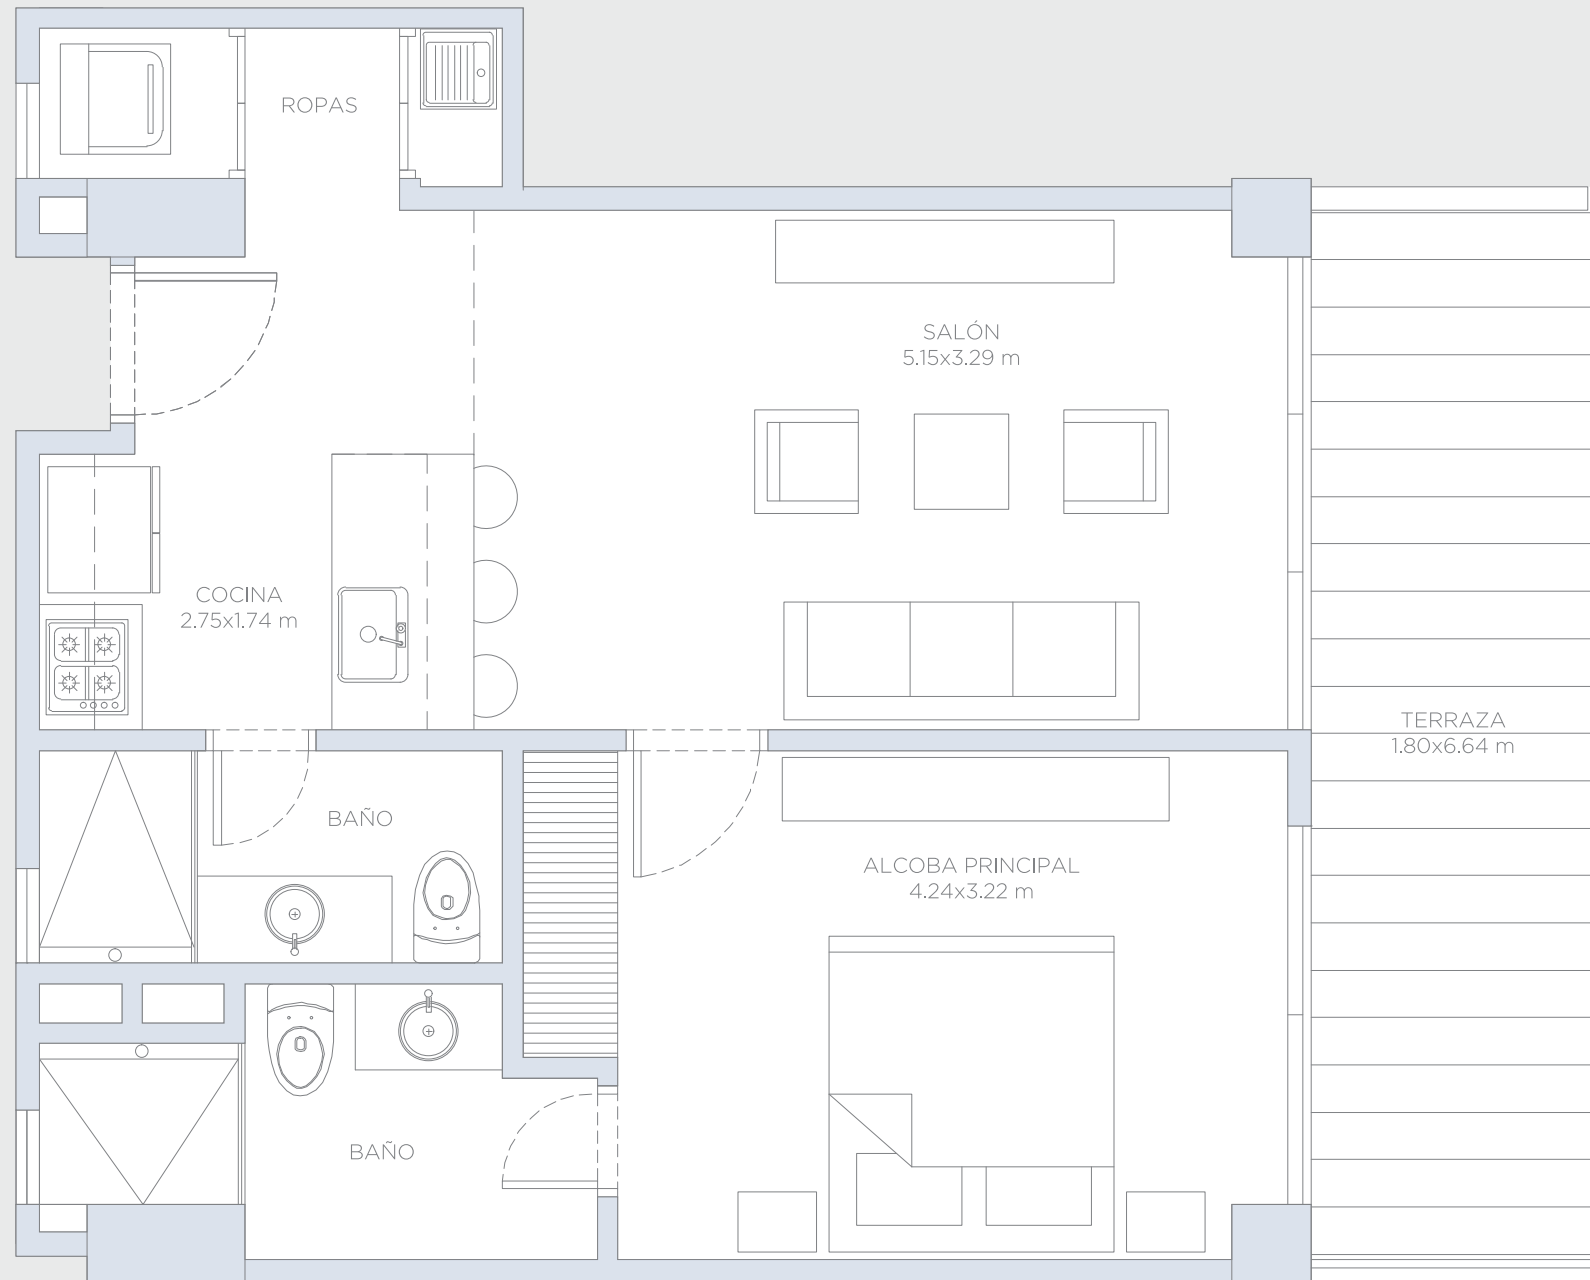 ROPAS
SALÓN
5.15x3.29 m
COCINA
2.75x1.74 m
TERRAZA
1.80x6.64 m
BAÑO
ALCOBA PRINCIPAL
4.24x3.22 m
BAÑO